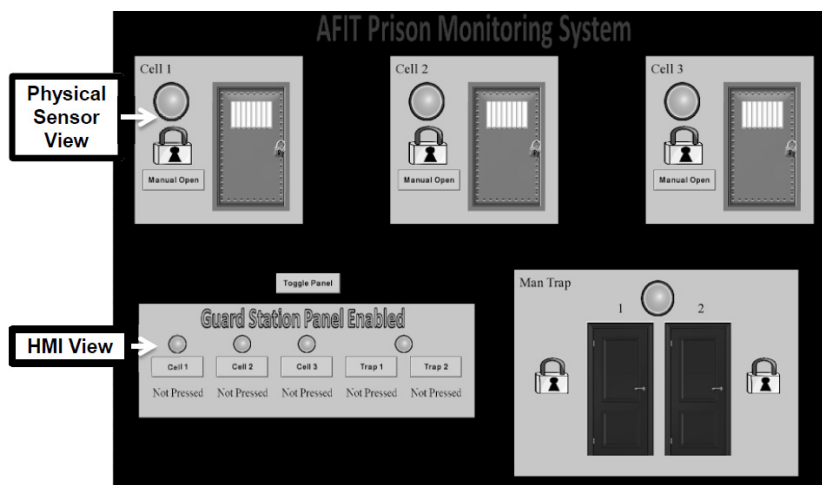 AFIT Prison Monitoring System
Physical
Sensor
View
Cell 1
Manual Open
Cell 2
Manual Open
Cell 3
Manual Open
Toggle Panel
HMI View
Guard Station Panel Enabled
Cell 1
Cell 2
Cell 3
Trap 1
Trap 2
Not Pressed
Not Pressed
Not Pressed
Not Pressed
Not Pressed
Man Trap
1
2